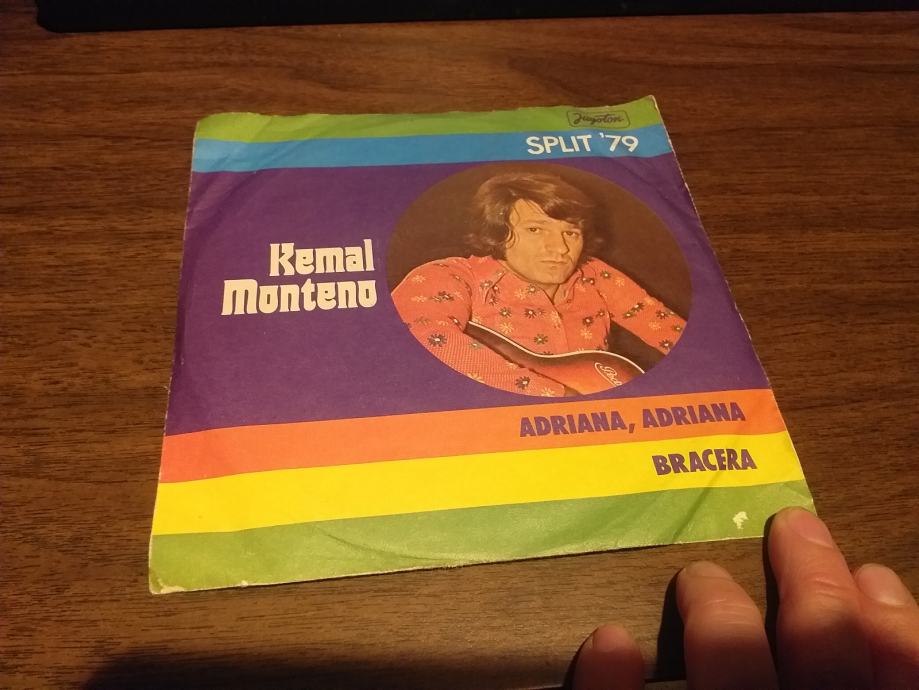 Jugoton
SPLIT '79
Kemal
Monteno
ADRIANA, ADRIANA
BRACERA